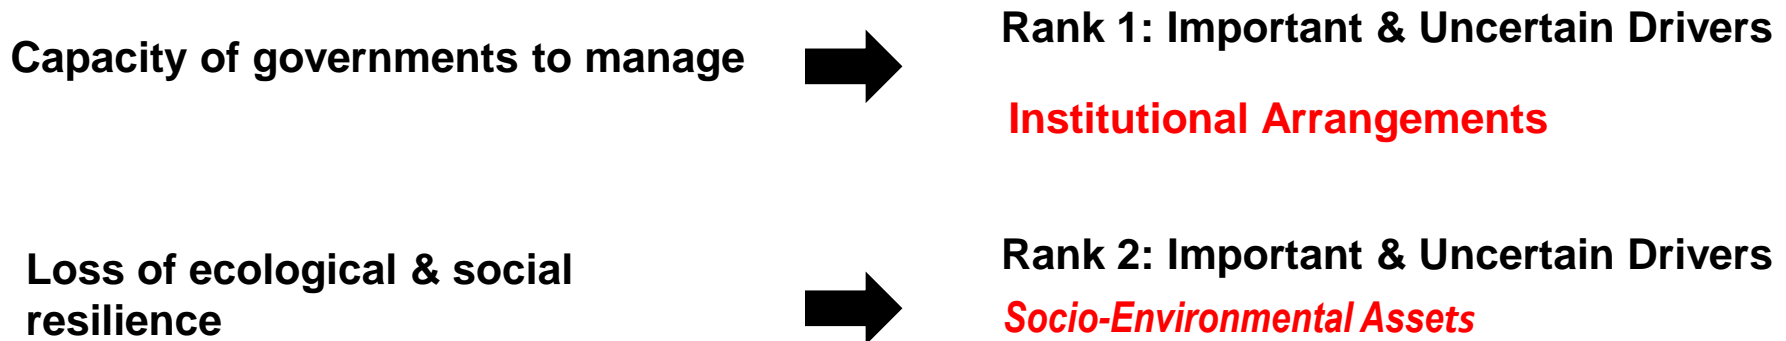 Capacity of governments to manage
Rank 1: Important & Uncertain Drivers
Institutional Arrangements
Loss of ecological & social
resilience
Rank 2: Important & Uncertain Drivers
Socio-Environmental Assets